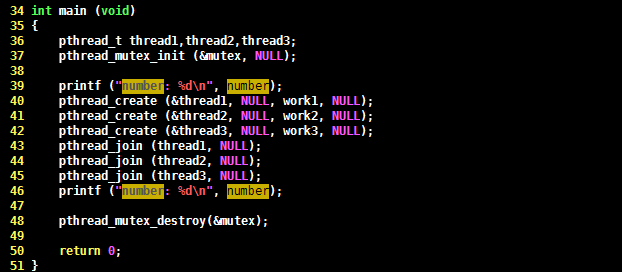 34 int main (void)
35 {
36     pthread_t thread1,thread2,thread3;
37     pthread_mutex_init (&mutex, NULL);
38
39     printf ("number: %d\n", number);
40     pthread_create (&thread1, NULL, work1, NULL);
41     pthread_create (&thread2, NULL, work2, NULL);
42     pthread_create (&thread3, NULL, work3, NULL);
43     pthread_join (thread1, NULL);
44     pthread_join (thread2, NULL);
45     pthread_join (thread3, NULL);
46     printf ("number: %d\n", number);
47
48     pthread_mutex_destroy(&mutex);
49
50     return 0;
51 }